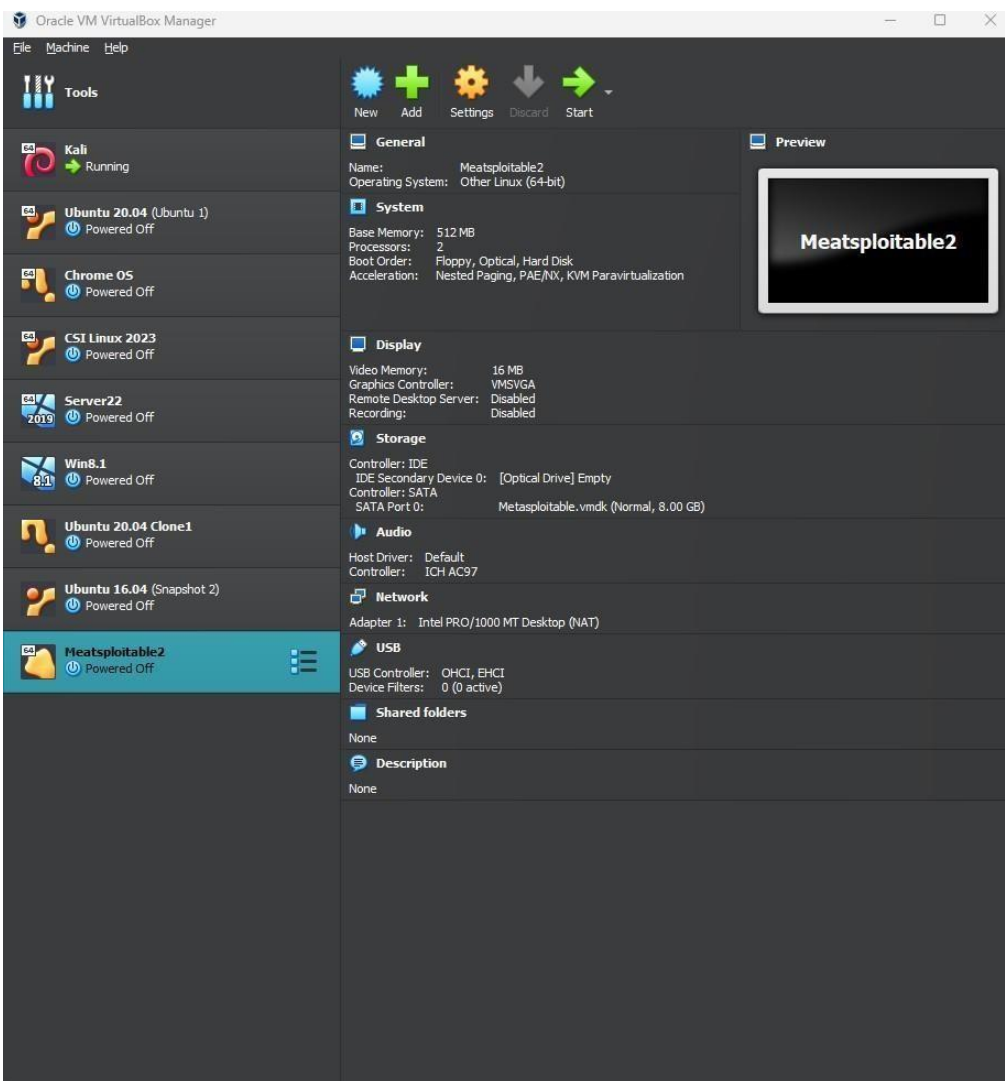 Oracle VM VirtualBox Manager
File Machine Help
Tools
New Add Settings Discard Start
64
Kali
Running
64
Ubuntu 20.04 (Ubuntu 1)
Powered Off
64
Chrome OS
Powered Off
64
CSI Linux 2023
Powered Off
64
2019
Server22
Powered Off
8.1
Win8.1
Powered Off
Ubuntu 20.04 Clone1
Powered Off
Ubuntu 16.04 (Snapshot 2)
Powered Off
64
Meatsploitable2
Powered Off
General
Name: Meatsploitable2
Operating System: Other Linux (64-bit)
Preview
Meatsploitable2
System
Base Memory: 512 MB
Processors: 2
Boot Order: Floppy, Optical, Hard Disk
Acceleration: Nested Paging, PAE/NX, KVM Paravirtualization
Display
Video Memory: 16 MB
Graphics Controller: VMSVGA
Remote Desktop Server: Disabled
Recording: Disabled
Storage
Controller: IDE
IDE Secondary Device 0: [Optical Drive] Empty
Controller: SATA
SATA Port 0: Metasploitable.vmdk (Normal, 8.00 GB)
Audio
Host Driver: Default
Controller: ICH AC97
Network
Adapter 1: Intel PRO/1000 MT Desktop (NAT)
USB
USB Controller: OHCI, EHCI
Device Filters: 0 (0 active)
Shared folders
None
Description
None